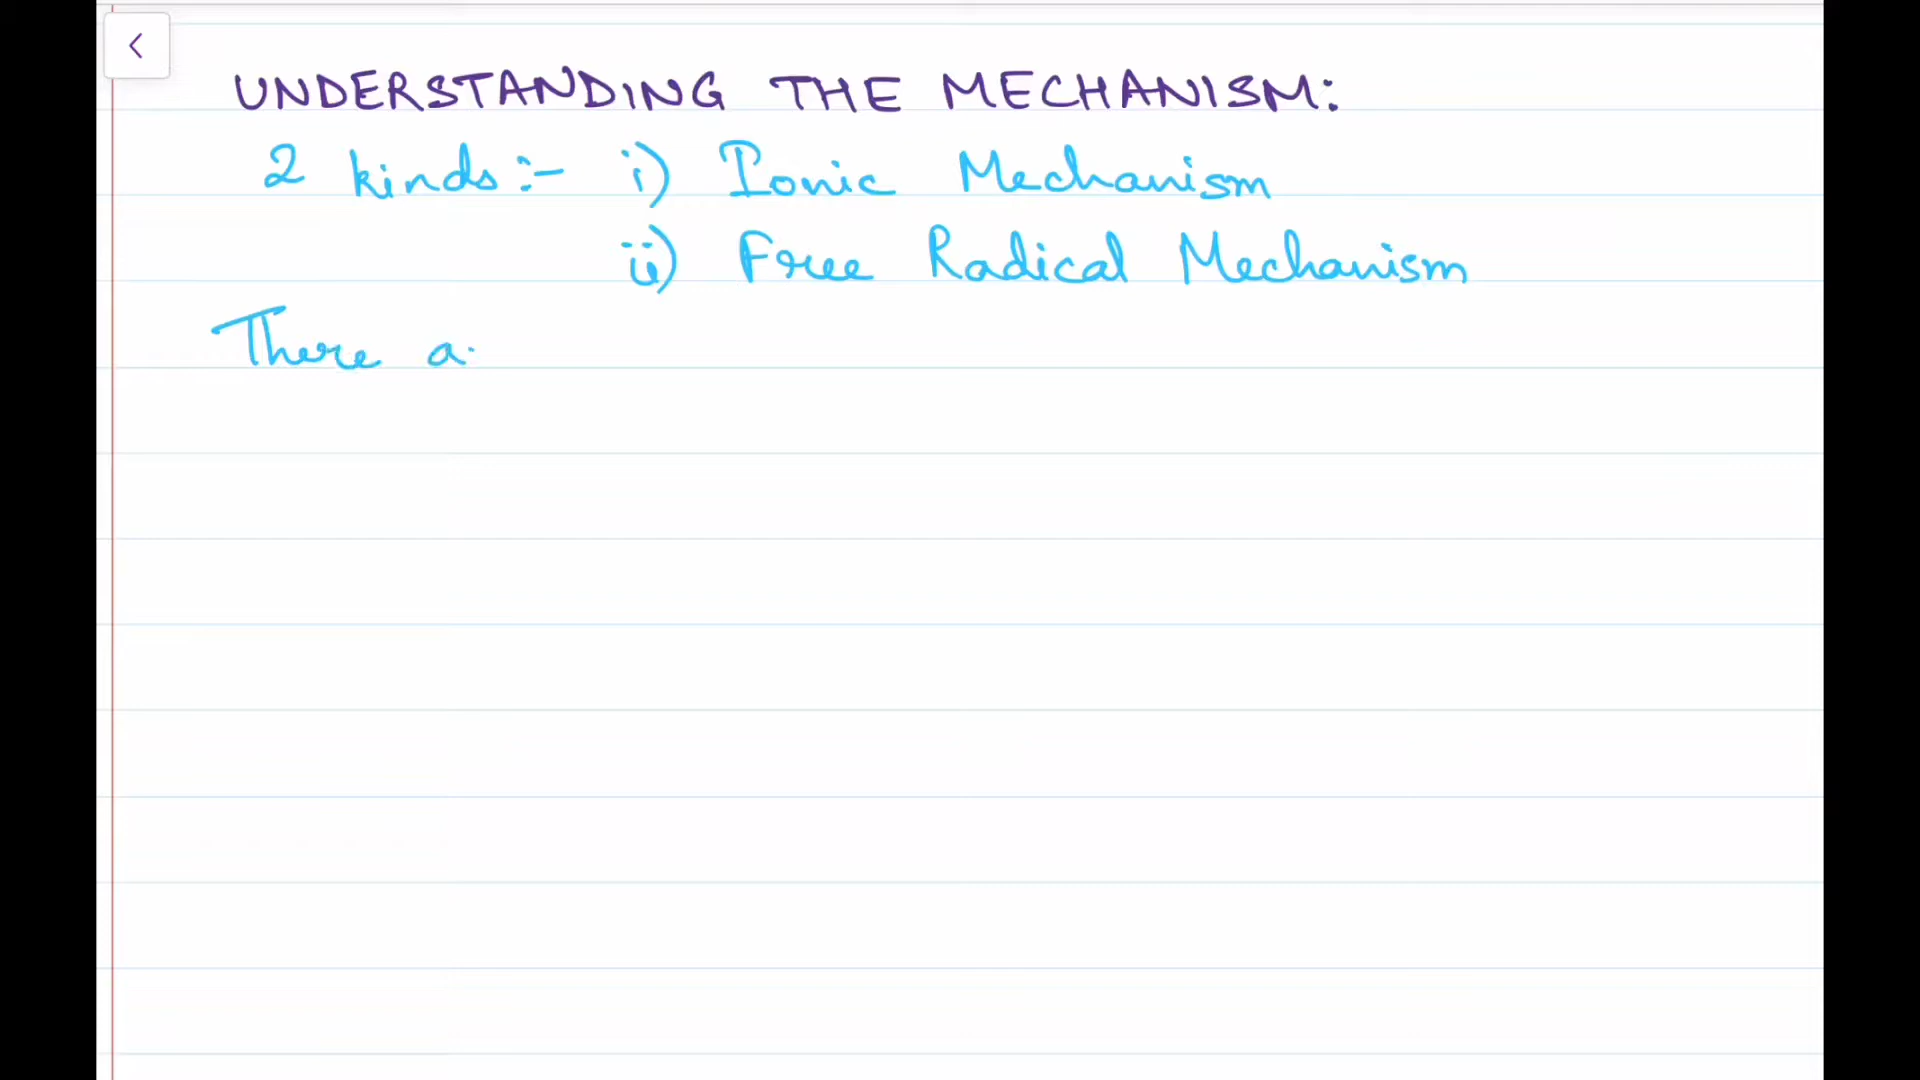 UNDERSTANDING THE MECHANISM:
2 kinds:- i) Ionic Mechanism
ii) Free Radical Mechanism
There a